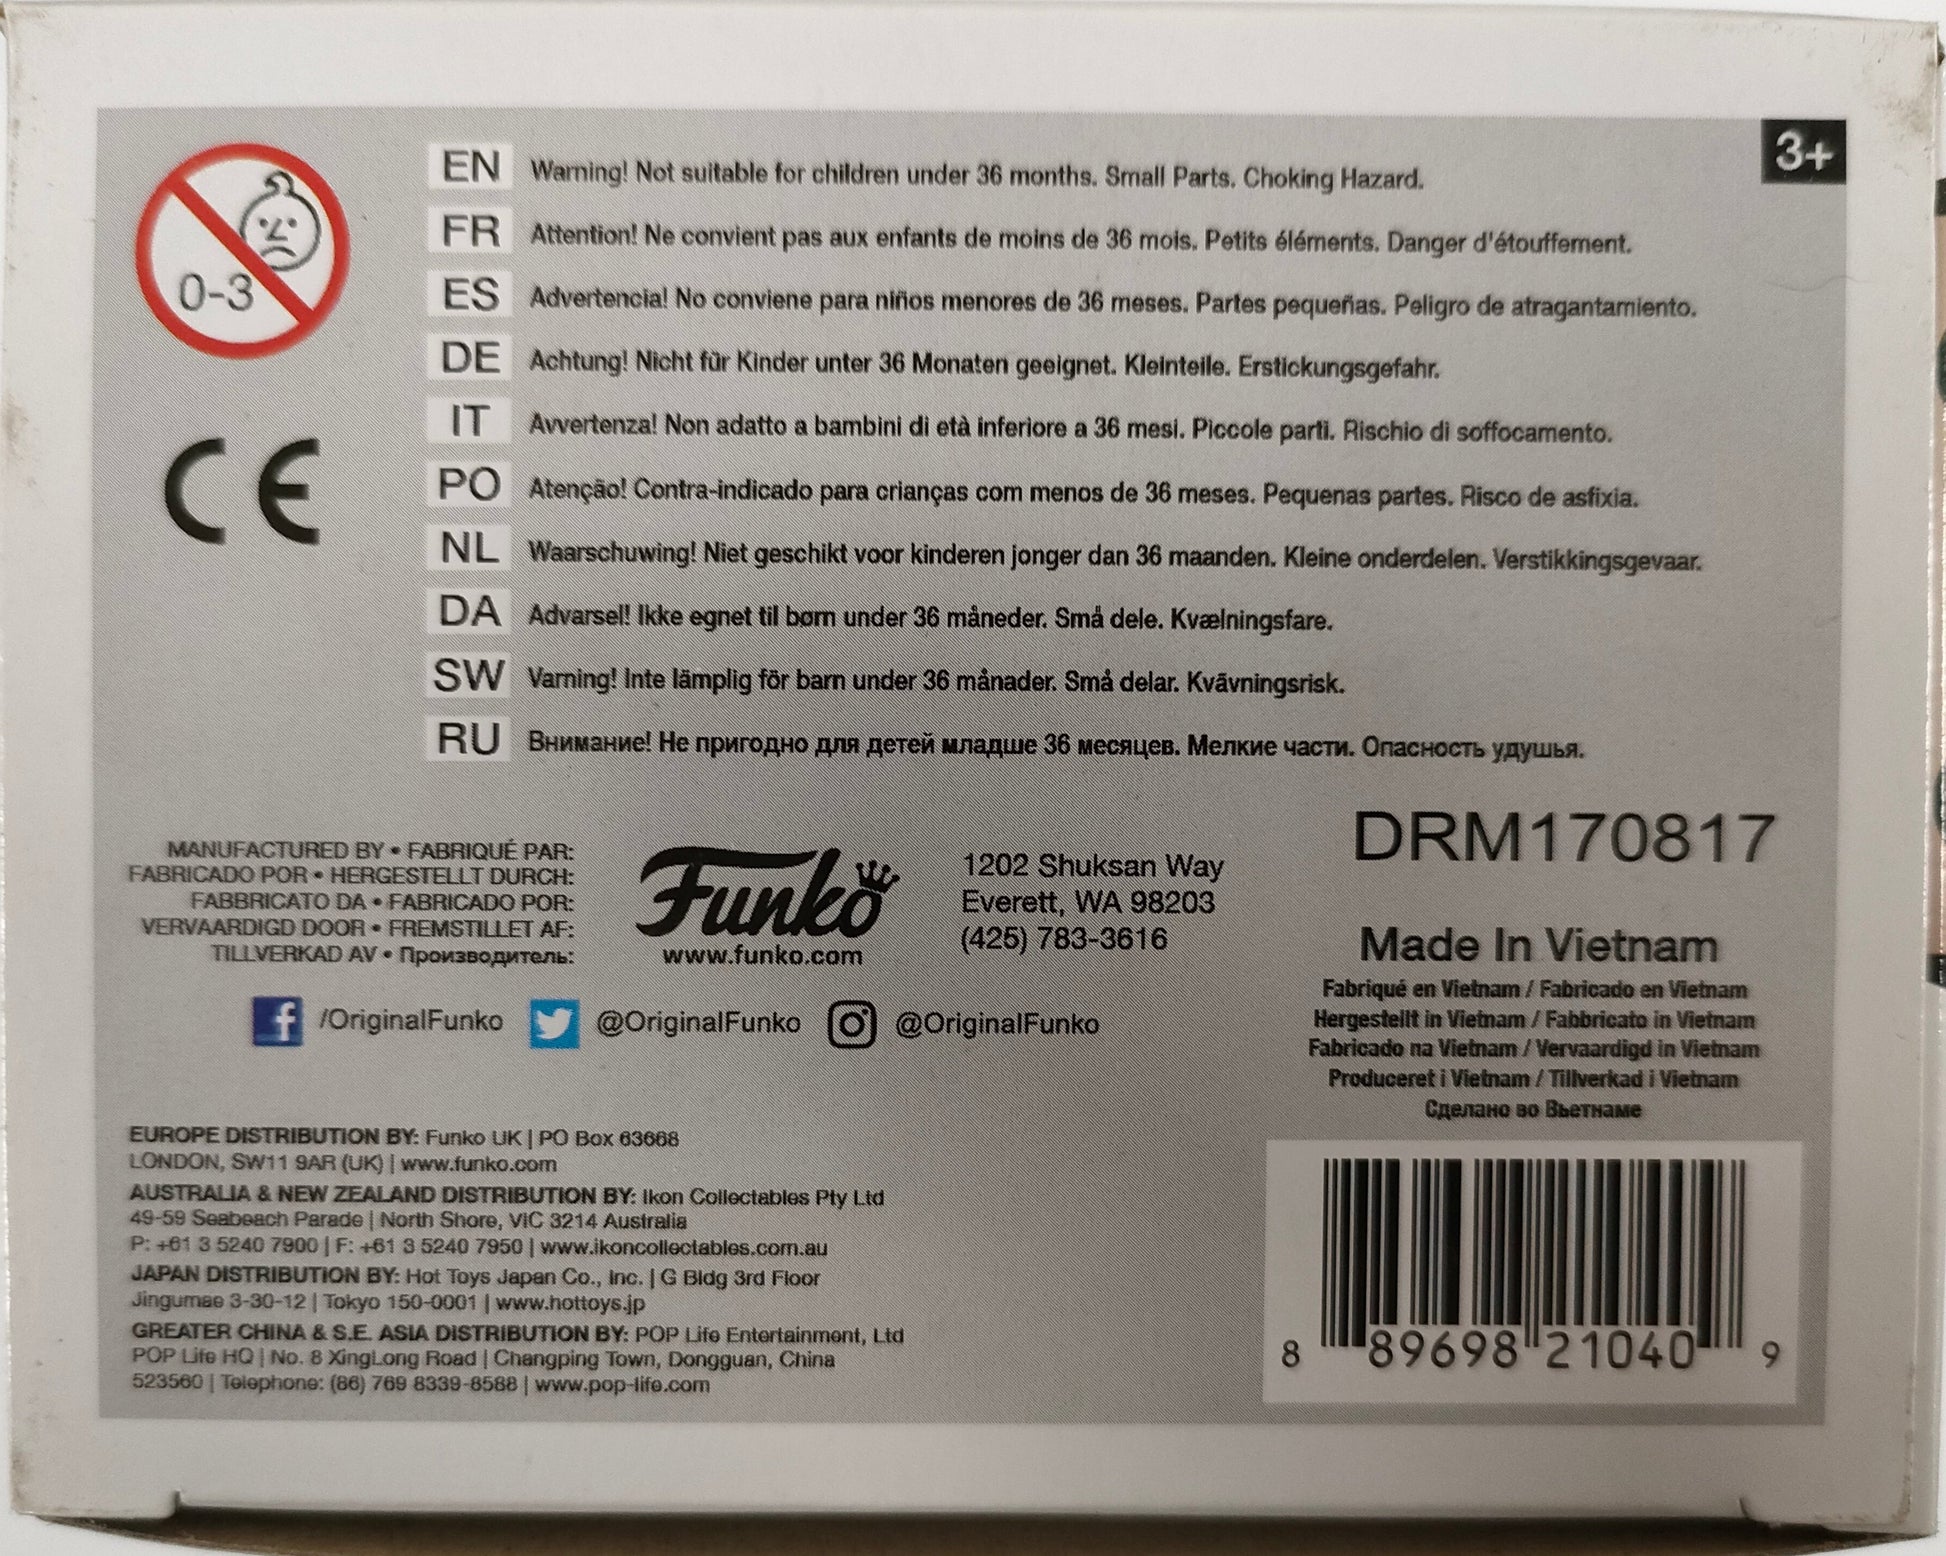 3+
0-3
CE
EN Warning! Not suitable for children under 36 months. Small Parts. Choking Hazard.
FR Attention! Ne convient pas aux enfants de moins de 36 mois. Petits éléments. Danger d'étouffement.
ES Advertencia! No conviene para niños menores de 36 meses. Partes pequeñas. Peligro de atragantamiento.
DE Achtung! Nicht für Kinder unter 36 Monaten geeignet. Kleinteile. Erstickungsgefahr.
IT Avvertenza! Non adatto a bambini di età inferiore a 36 mesi. Piccole parti. Rischio di soffocamento.
PO Atenção! Contra-indicado para crianças com menos de 36 meses. Pequenas partes. Risco de asfixia.
NL Waarschuwing! Niet geschikt voor kinderen jonger dan 36 maanden. Kleine onderdelen. Verstikkingsgevaar.
DA Advarsel! Ikke egnet til børn under 36 måneder. Små dele. Kvælningsfare.
SW Varning! Inte lämplig för barn under 36 månader. Små delar. Kvävningsrisk.
RU Внимание! Не пригодно для детей младше 36 месяцев. Мелкие части. Опасность удушья.
MANUFACTURED BY • FABRIQUÉ PAR:
FABRICADO POR • HERGESTELLT DURCH:
FABBRICATO DA • FABRICADO POR:
VERVAARDIGD DOOR • FREMSTILLET AF:
TILLVERKAD AV • Производитель:
Funko
www.funko.com
1202 Shuksan Way
Everett, WA 98203
(425) 783-3616
/OriginalFunko @OriginalFunko @OriginalFunko
DRM170817
Made In Vietnam
Fabriqué en Vietnam / Fabricado en Vietnam
Hergestellt in Vietnam / Fabbricato in Vietnam
Fabricado na Vietnam / Vervaardigd in Vietnam
Produceret i Vietnam / Tillverkad i Vietnam
Сделано во Вьетнаме
EUROPE DISTRIBUTION BY: Funko UK | PO Box 63668
LONDON, SW11 9AR (UK) | www.funko.com
AUSTRALIA & NEW ZEALAND DISTRIBUTION BY: Ikon Collectables Pty Ltd
49-59 Seabeach Parade | North Shore, VIC 3214 Australia
P: +61 3 5240 7900 | F: +61 3 5240 7950 | www.ikoncollectables.com.au
JAPAN DISTRIBUTION BY: Hot Toys Japan Co., Inc. | G Bldg 3rd Floor
Jingumae 3-30-12 | Tokyo 150-0001 | www.hottoys.jp
GREATER CHINA & S.E. ASIA DISTRIBUTION BY: POP Life Entertainment, Ltd
POP Life HQ | No. 8 XingLong Road | Changping Town, Dongguan, China
523560 | Telephone: (86) 769 8339-8588 | www.pop-life.com
8 89698 21040 9